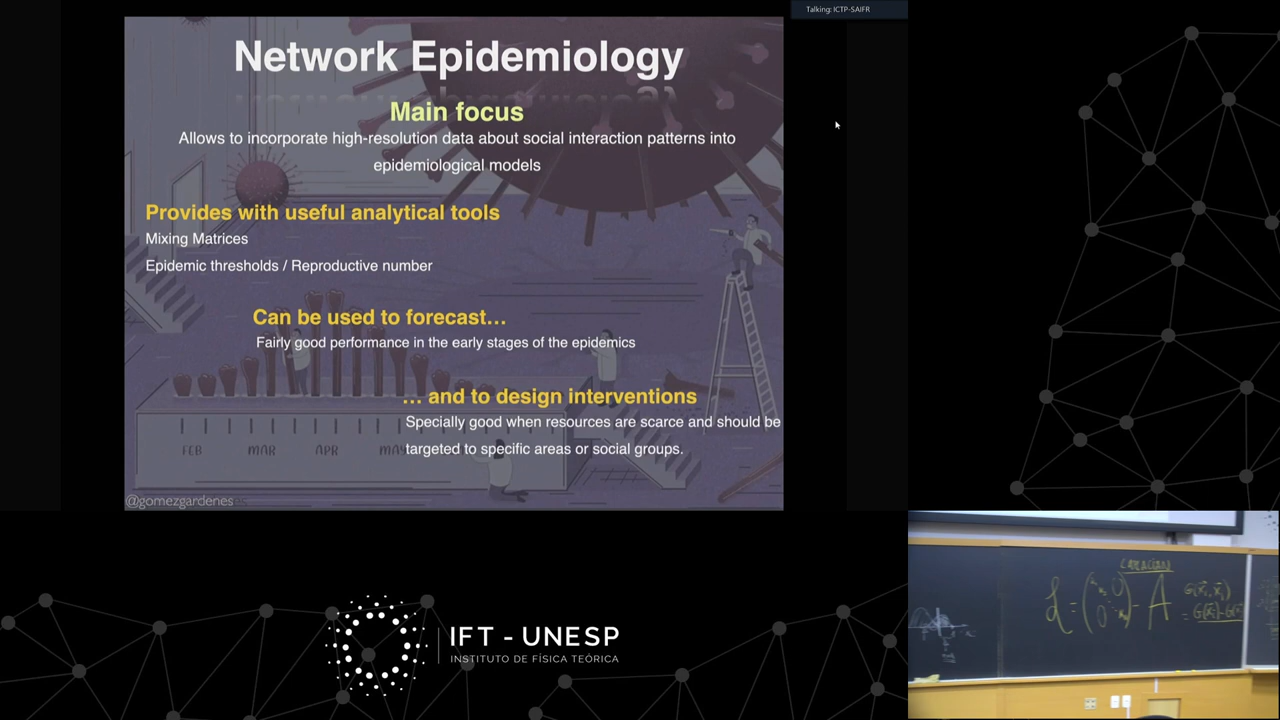 Talking: ICTP-SAIFR
Network Epidemiology
Main focus
Allows to incorporate high-resolution data about social interaction patterns into
epidemiological models
Provides with useful analytical tools
Mixing Matrices
Epidemic thresholds / Reproductive number
Can be used to forecast...
Fairly good performance in the early stages of the epidemics
... and to design interventions
Specially good when resources are scarce and should be
targeted to specific areas or social groups.
FEB MAR APR MAY
@gomezgardenes
IFT - UNESP
INSTITUTO DE FÍSICA TEÓRICA